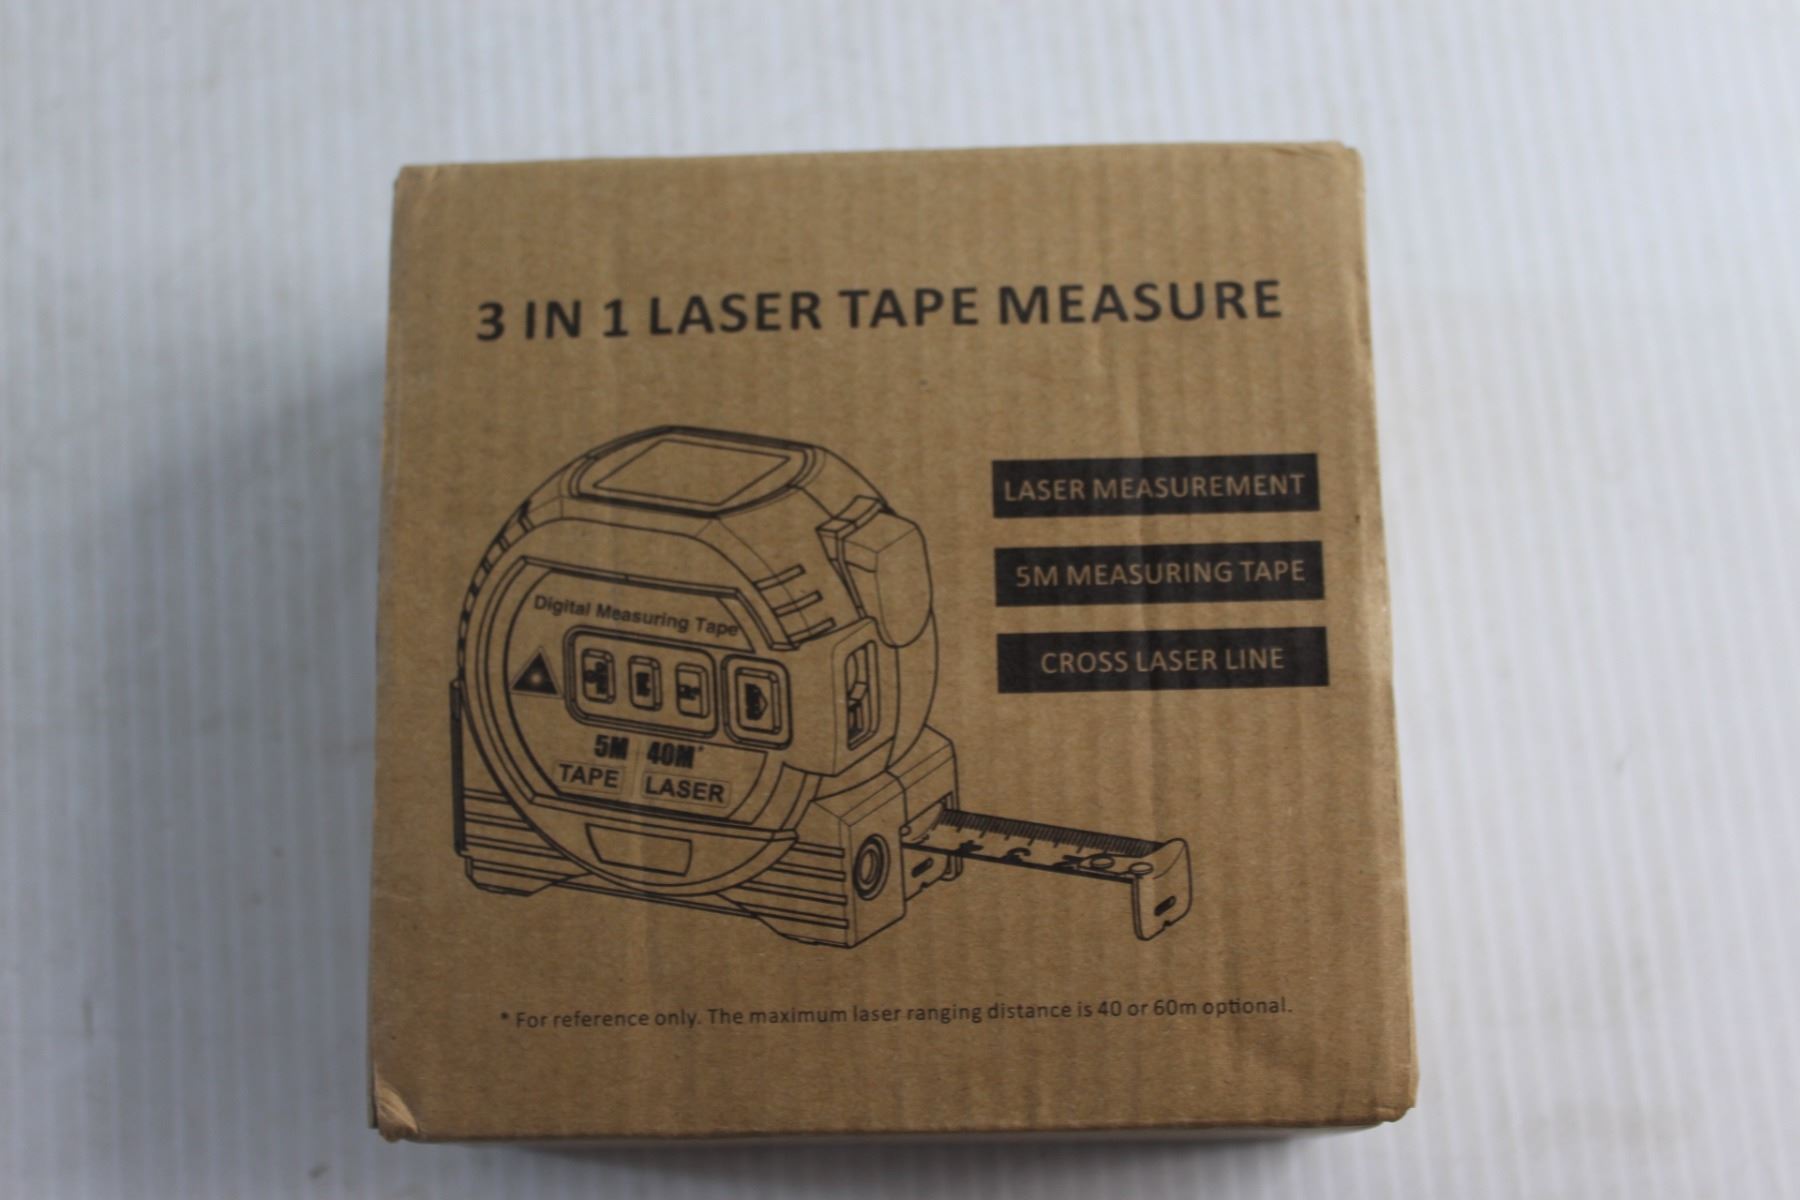 3 IN 1 LASER TAPE MEASURE
LASER MEASUREMENT
5M MEASURING TAPE
CROSS LASER LINE
Digital Measuring Tape
5M 40M*
TAPE LASER
* For reference only. The maximum laser ranging distance is 40 or 60m optional.